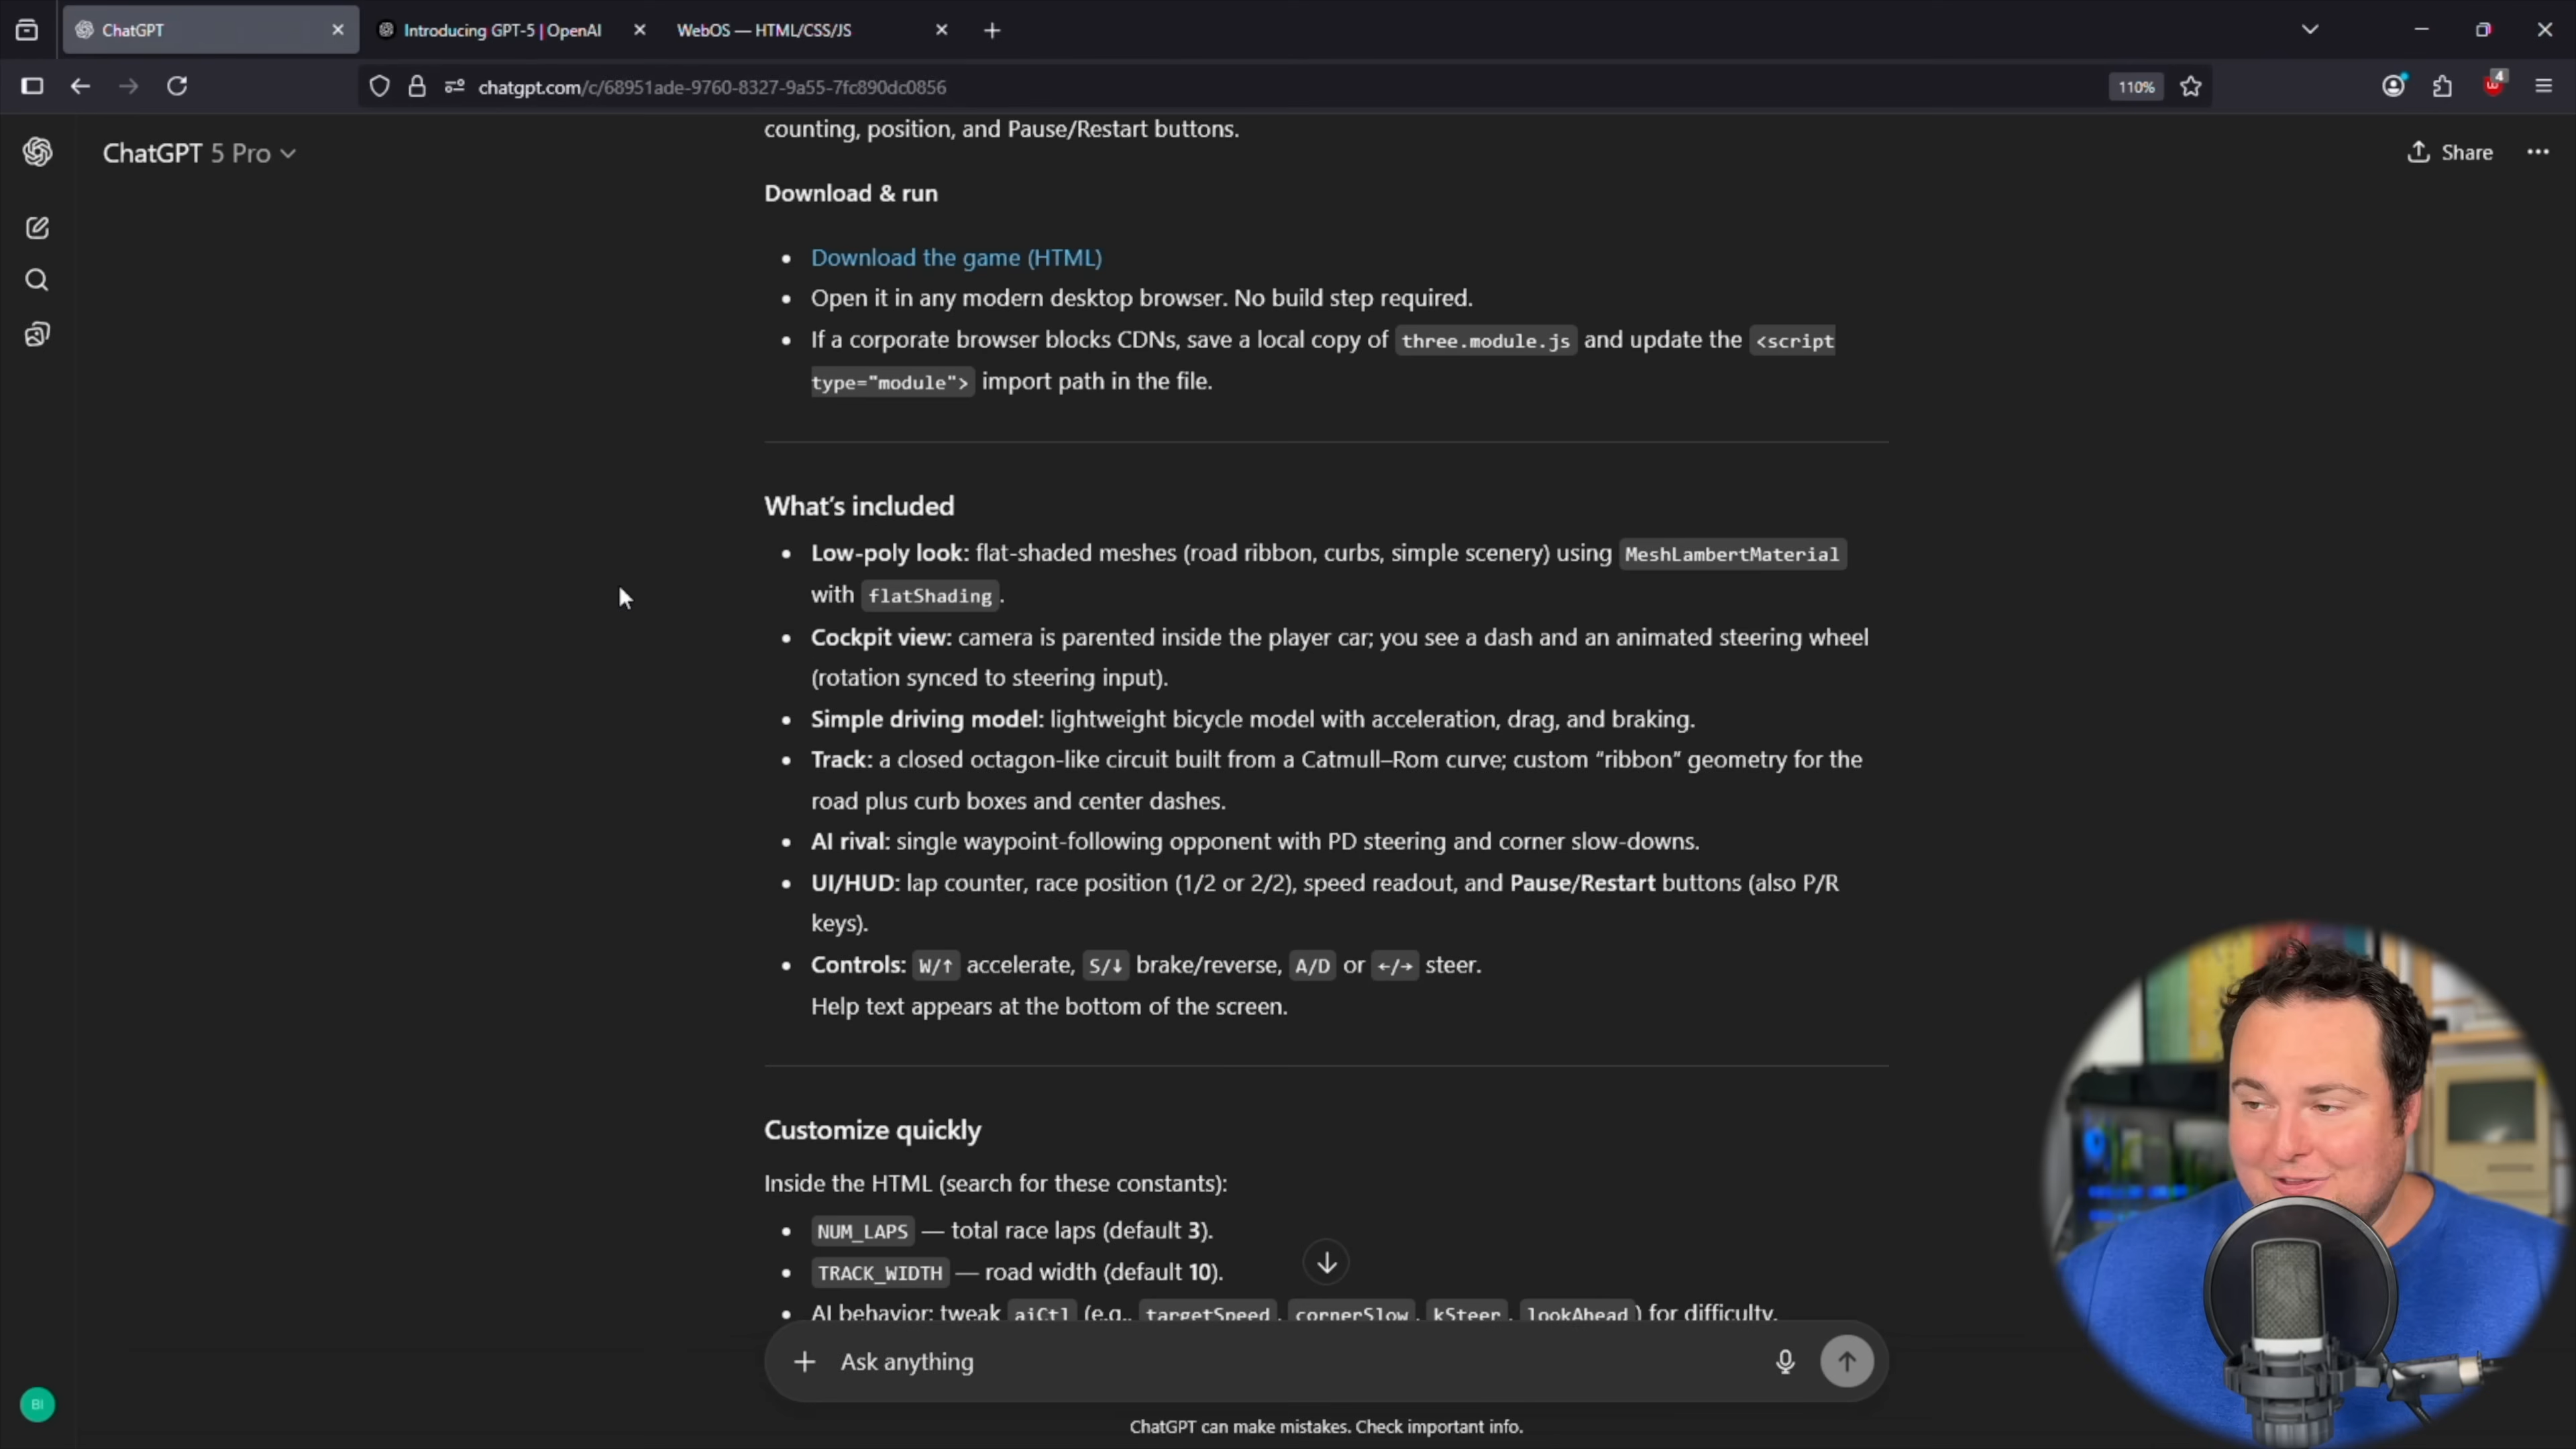 ChatGPT
Introducing GPT-5 | OpenAI
WebOS — HTML/CSS/JS
chatgpt.com/c/68951ade-9760-8327-9a55-7fc890dc0856
110%
4
ChatGPT 5 Pro
Share
counting, position, and Pause/Restart buttons.
Download & run
• Download the game (HTML)
• Open it in any modern desktop browser. No build step required.
• If a corporate browser blocks CDNs, save a local copy of three.module.js and update the <script
type="module"> import path in the file.
What's included
• Low-poly look: flat-shaded meshes (road ribbon, curbs, simple scenery) using MeshLambertMaterial
with flatShading.
• Cockpit view: camera is parented inside the player car; you see a dash and an animated steering wheel
(rotation synced to steering input).
• Simple driving model: lightweight bicycle model with acceleration, drag, and braking.
• Track: a closed octagon-like circuit built from a Catmull–Rom curve; custom “ribbon” geometry for the
road plus curb boxes and center dashes.
• AI rival: single waypoint-following opponent with PD steering and corner slow-downs.
• UI/HUD: lap counter, race position (1/2 or 2/2), speed readout, and Pause/Restart buttons (also P/R
keys).
• Controls: W/↑ accelerate, S/↓ brake/reverse, A/D or ←/→ steer.
Help text appears at the bottom of the screen.
Customize quickly
Inside the HTML (search for these constants):
• NUM_LAPS — total race laps (default 3).
• TRACK_WIDTH — road width (default 10).
• AI behavior: tweak aiCtl (e.g., targetSpeed, cornerSlow, kSteer, lookAhead) for difficulty.
Ask anything
BI
ChatGPT can make mistakes. Check important info.